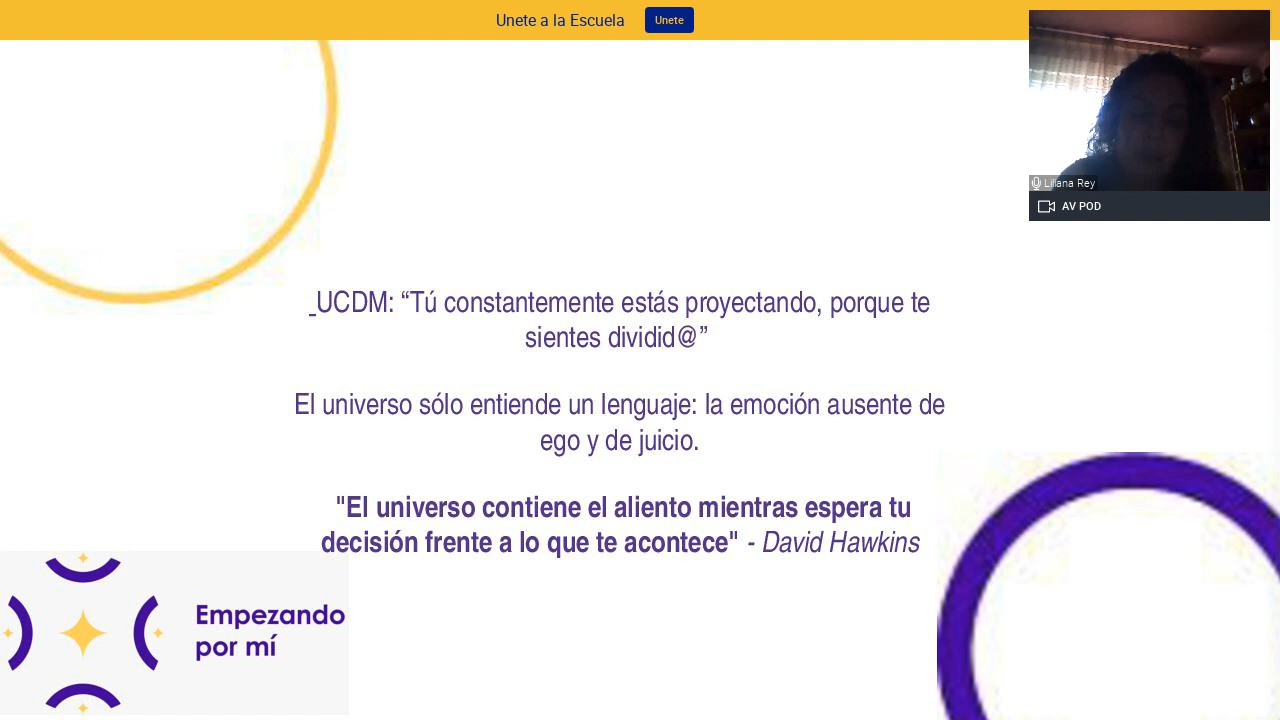 Unete a la Escuela
Unete
Liliana Rey
AV POD
UCDM: “Tú constantemente estás proyectando, porque te
sientes dividid@”
El universo sólo entiende un lenguaje: la emoción ausente de
ego y de juicio.
"El universo contiene el aliento mientras espera tu
decisión frente a lo que te acontece" - David Hawkins
Empezando
por mí